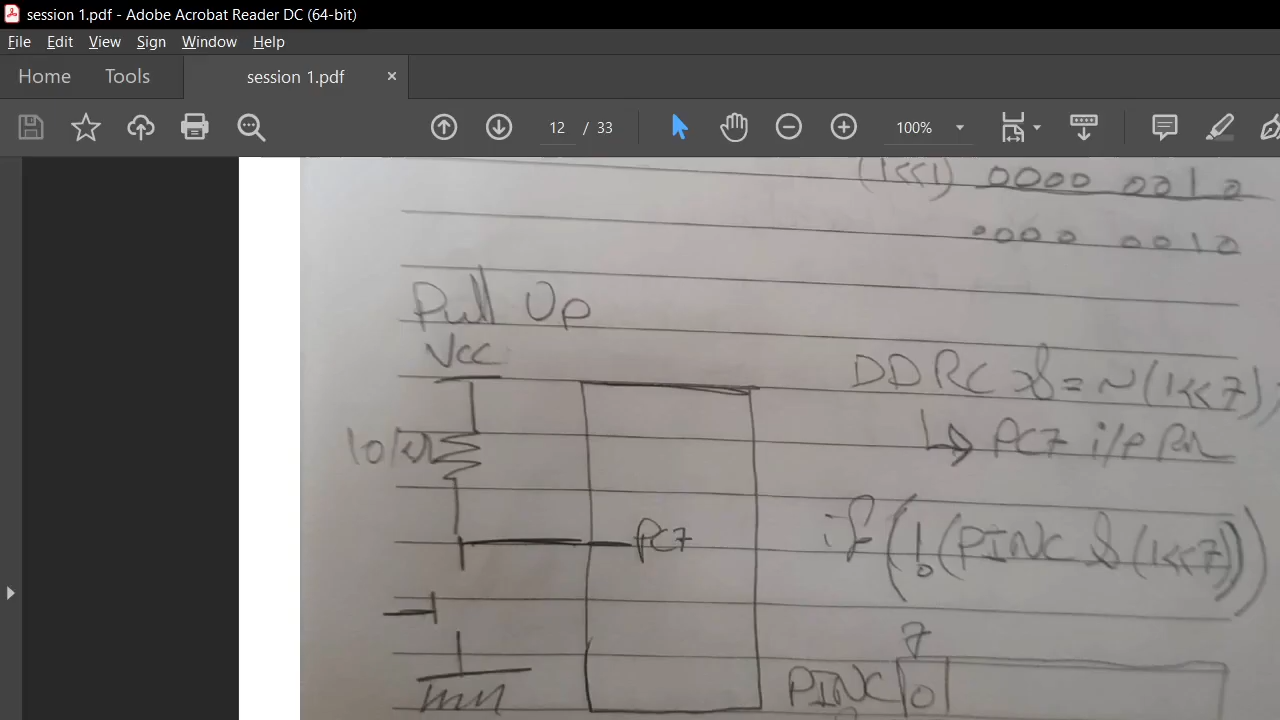 session 1.pdf - Adobe Acrobat Reader DC (64-bit)
File Edit View Sign Window Help
Home Tools session 1.pdf ×
12 / 33 100%
(1<<1) 0000 0010
0000 0010
Pull Up
VCC
DDRC &= ~(1<<7);
10kΩ
↳ PC7 i/p Pin
PC7
if(!(PINC & (1<<7)))
7
PINC 0